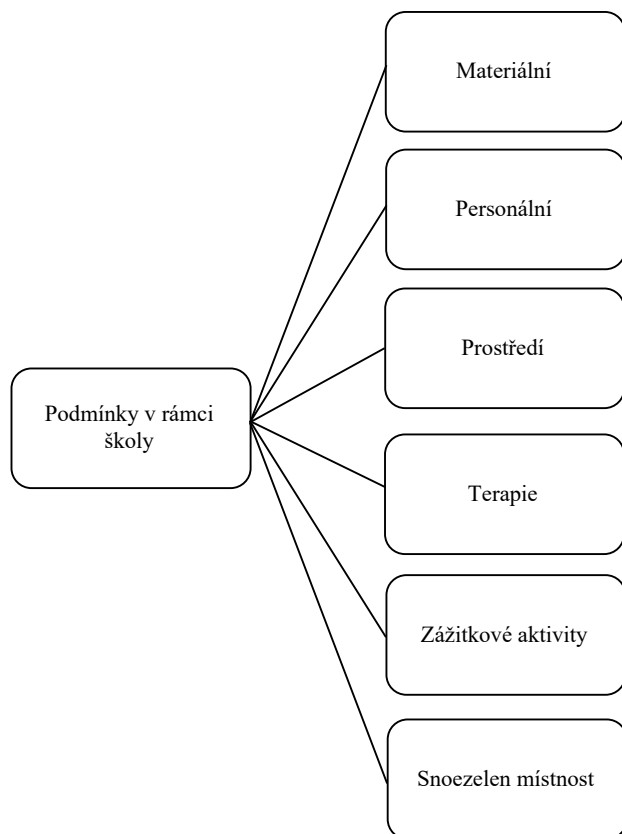 Materiální
Personální
Prostředí
Podmínky v rámci
školy
Terapie
Zážitkové aktivity
Snoezelen místnost